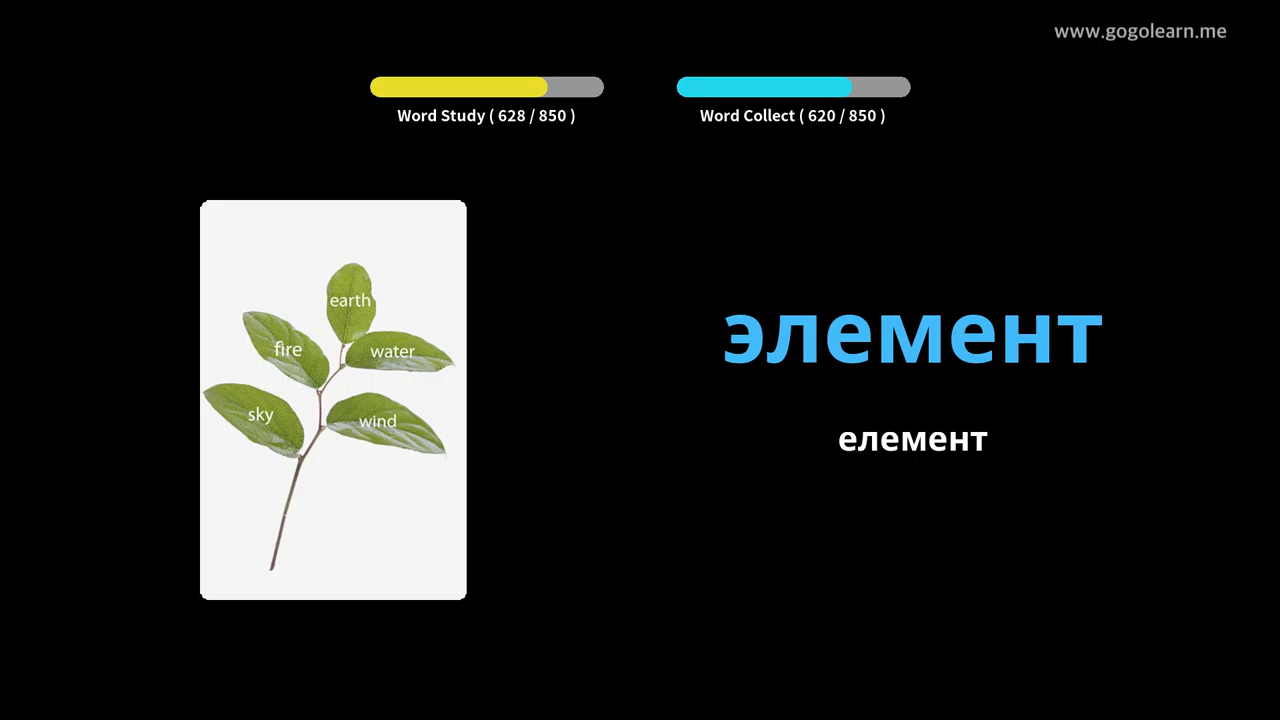 www.gogolearn.me
Word Study ( 628 / 850 )
Word Collect ( 620 / 850 )
earth
fire
water
sky
wind
элемент
елемент